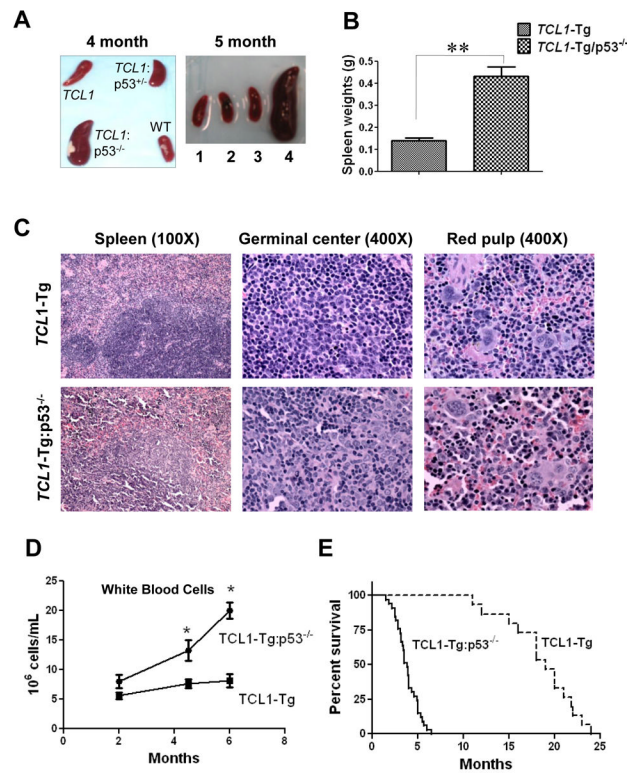 A
4 month
5 month
TCL1
TCL1:
p53+/-
TCL1:
p53-/-
WT
1 2 3 4
B
TCL1-Tg
TCL1-Tg/p53-/-
**
Spleen weights (g)
0.5
0.4
0.3
0.2
0.1
0.0
C
Spleen (100X) Germinal center (400X) Red pulp (400X)
TCL1-Tg
TCL1-Tg:p53-/-
D
White Blood Cells
10^6 cells/mL
25
20
15
10
5
0
* *
TCL1-Tg:p53-/-
TCL1-Tg
0 2 4 6 8
Months
E
Percent survival
100
75
50
25
0
TCL1-Tg:p53-/-
TCL1-Tg
0 5 10 15 20 25
Months